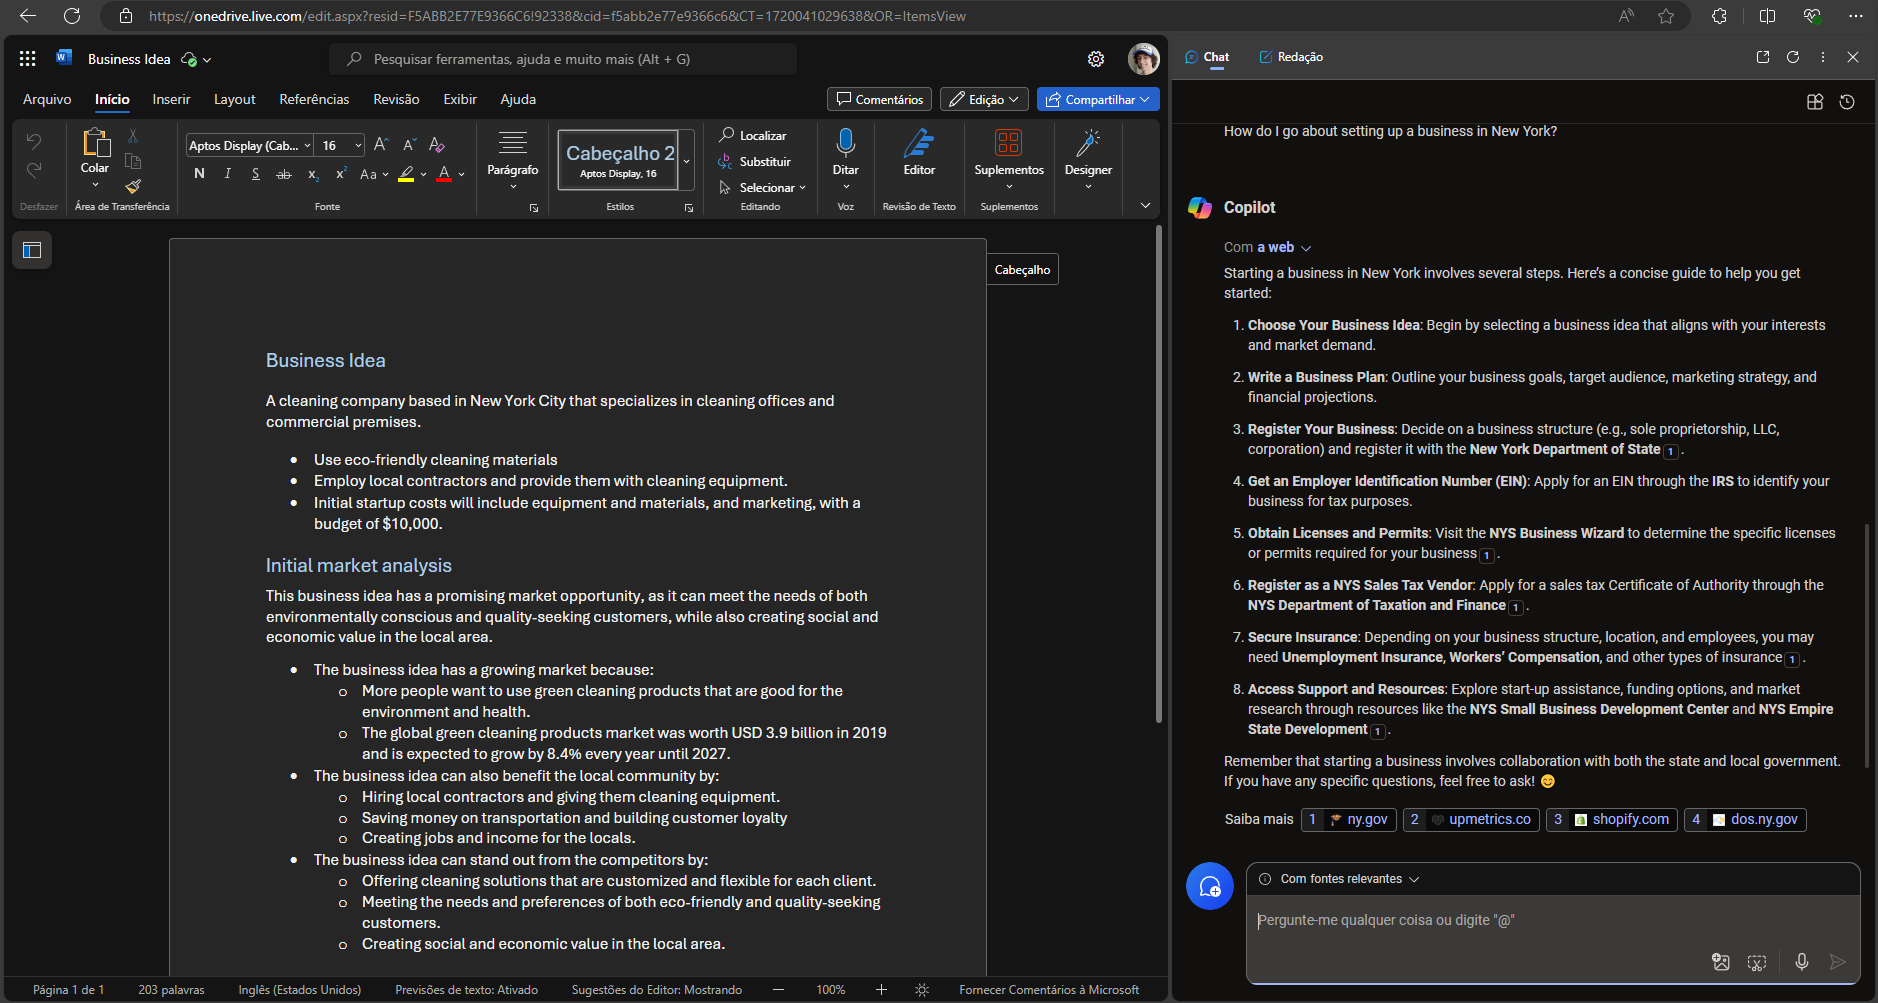 https://onedrive.live.com/edit.aspx?resid=F5ABB2E77E9366C6!92338&cid=f5abb2e77e9366c6&CT=1720041029638&OR=ItemsView
Business Idea
Pesquisar ferramentas, ajuda e muito mais (Alt + G)
Arquivo Início Inserir Layout Referências Revisão Exibir Ajuda
Comentários Edição Compartilhar
Desfazer
Colar
Área de Transferência
Aptos Display (Cab... 16
N I S ab x2 x2 Aa A
Fonte
Parágrafo
Cabeçalho 2
Aptos Display, 16
Estilos
Localizar
Substituir
Selecionar
Editando
Ditar
Voz
Editor
Revisão de Texto
Suplementos
Suplementos
Designer
Cabeçalho
Business Idea
A cleaning company based in New York City that specializes in cleaning offices and
commercial premises.
• Use eco-friendly cleaning materials
• Employ local contractors and provide them with cleaning equipment.
• Initial startup costs will include equipment and materials, and marketing, with a
budget of $10,000.
Initial market analysis
This business idea has a promising market opportunity, as it can meet the needs of both
environmentally conscious and quality-seeking customers, while also creating social and
economic value in the local area.
• The business idea has a growing market because:
o More people want to use green cleaning products that are good for the
environment and health.
o The global green cleaning products market was worth USD 3.9 billion in 2019
and is expected to grow by 8.4% every year until 2027.
• The business idea can also benefit the local community by:
o Hiring local contractors and giving them cleaning equipment.
o Saving money on transportation and building customer loyalty
o Creating jobs and income for the locals.
• The business idea can stand out from the competitors by:
o Offering cleaning solutions that are customized and flexible for each client.
o Meeting the needs and preferences of both eco-friendly and quality-seeking
customers.
o Creating social and economic value in the local area.
Página 1 de 1 203 palavras Inglês (Estados Unidos) Previsões de texto: Ativado Sugestões do Editor: Mostrando — 100% + Fornecer Comentários à Microsoft
Chat Redação
How do I go about setting up a business in New York?
Copilot
Com a web
Starting a business in New York involves several steps. Here's a concise guide to help you get
started:
1. Choose Your Business Idea: Begin by selecting a business idea that aligns with your interests
and market demand.
2. Write a Business Plan: Outline your business goals, target audience, marketing strategy, and
financial projections.
3. Register Your Business: Decide on a business structure (e.g., sole proprietorship, LLC,
corporation) and register it with the New York Department of State 1 .
4. Get an Employer Identification Number (EIN): Apply for an EIN through the IRS to identify your
business for tax purposes.
5. Obtain Licenses and Permits: Visit the NYS Business Wizard to determine the specific licenses
or permits required for your business 1 .
6. Register as a NYS Sales Tax Vendor: Apply for a sales tax Certificate of Authority through the
NYS Department of Taxation and Finance 1 .
7. Secure Insurance: Depending on your business structure, location, and employees, you may
need Unemployment Insurance, Workers' Compensation, and other types of insurance 1 .
8. Access Support and Resources: Explore start-up assistance, funding options, and market
research through resources like the NYS Small Business Development Center and NYS Empire
State Development 1 .
Remember that starting a business involves collaboration with both the state and local government.
If you have any specific questions, feel free to ask! 😊
Saiba mais 1 ny.gov 2 upmetrics.co 3 shopify.com 4 dos.ny.gov
Com fontes relevantes
Pergunte-me qualquer coisa ou digite "@"